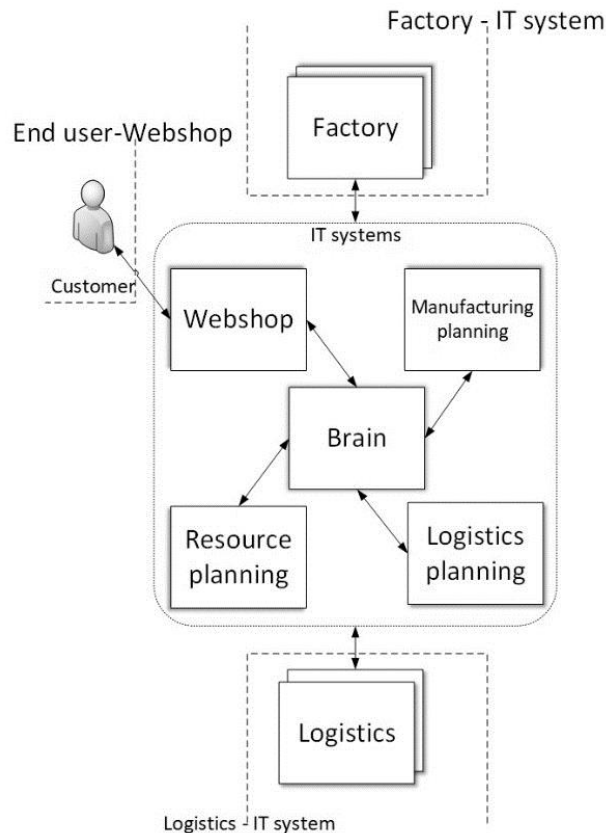 Factory - IT system
Factory
End user-Webshop
Customer
IT systems
Webshop
Manufacturing
planning
Brain
Resource
planning
Logistics
planning
Logistics
Logistics - IT system